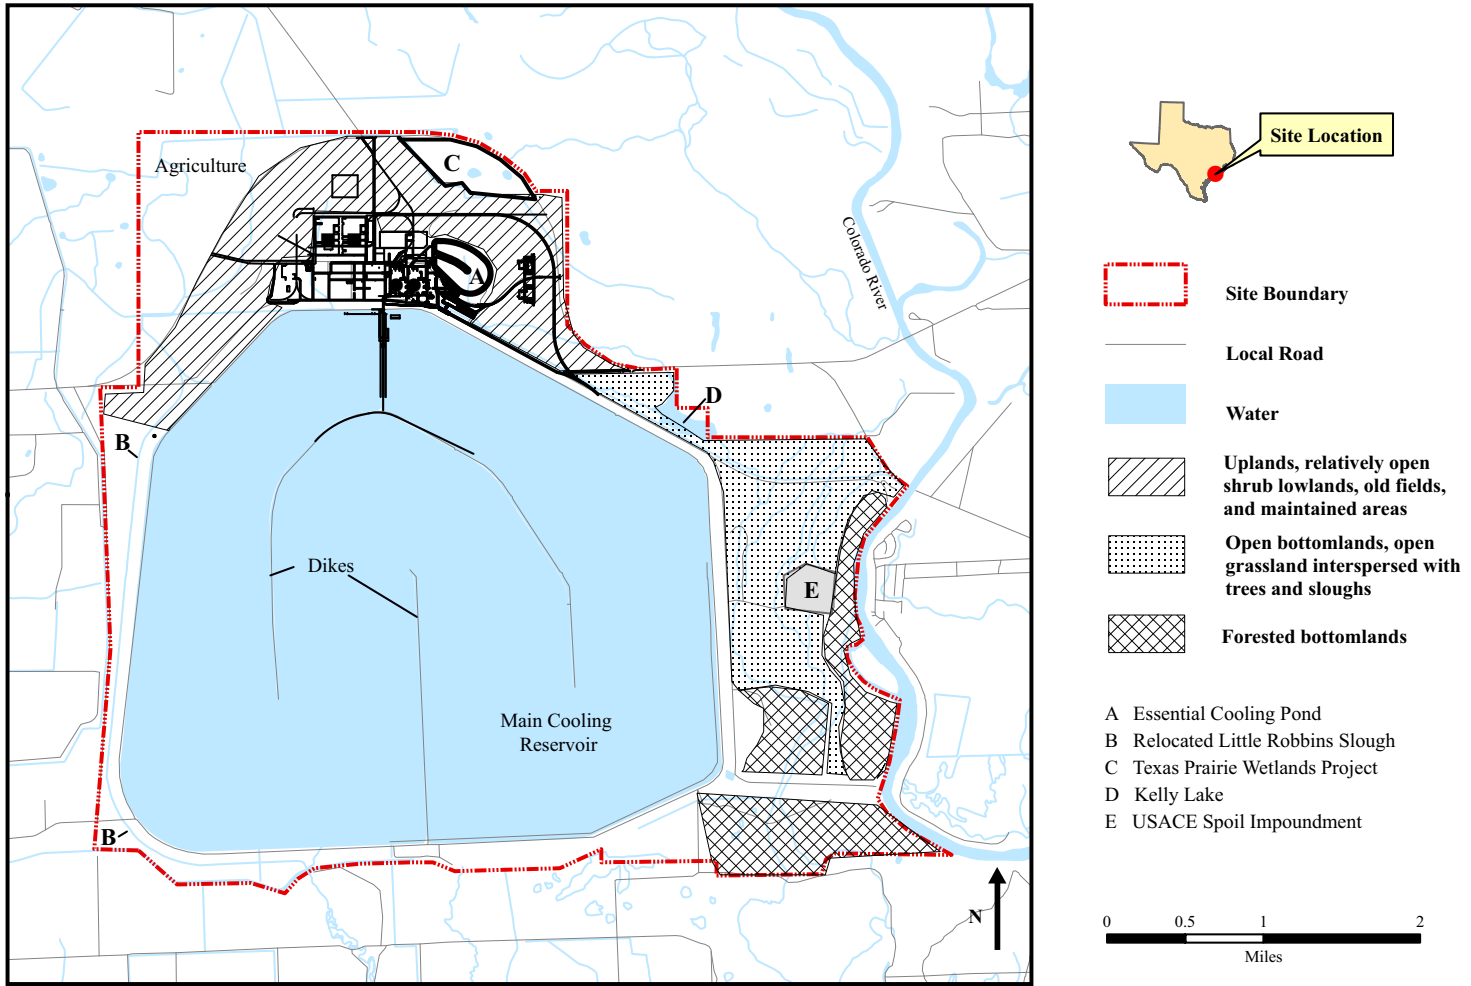 Agriculture
C
A
Colorado River
D
B
Dikes
E
Main Cooling
Reservoir
B
N
Site Location
Site Boundary
Local Road
Water
Uplands, relatively open
shrub lowlands, old fields,
and maintained areas
Open bottomlands, open
grassland interspersed with
trees and sloughs
Forested bottomlands
A Essential Cooling Pond
B Relocated Little Robbins Slough
C Texas Prairie Wetlands Project
D Kelly Lake
E USACE Spoil Impoundment
0 0.5 1 2
Miles